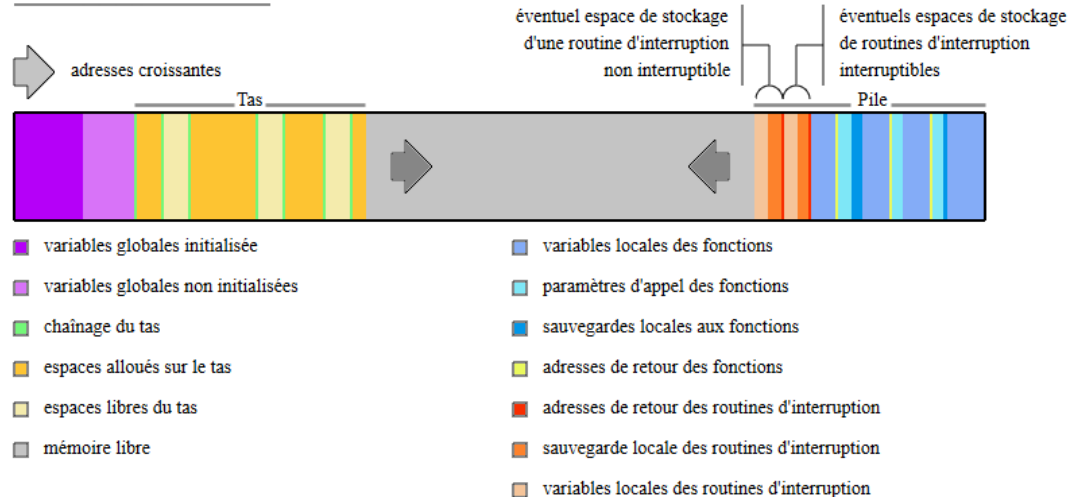 éventuel espace de stockage
d'une routine d'interruption
non interruptible
éventuels espaces de stockage
de routines d'interruption
interruptibles
adresses croissantes
Tas
Pile
variables globales initialisée
variables globales non initialisées
chaînage du tas
espaces alloués sur le tas
espaces libres du tas
mémoire libre
variables locales des fonctions
paramètres d'appel des fonctions
sauvegardes locales aux fonctions
adresses de retour des fonctions
adresses de retour des routines d'interruption
sauvegarde locale des routines d'interruption
variables locales des routines d'interruption